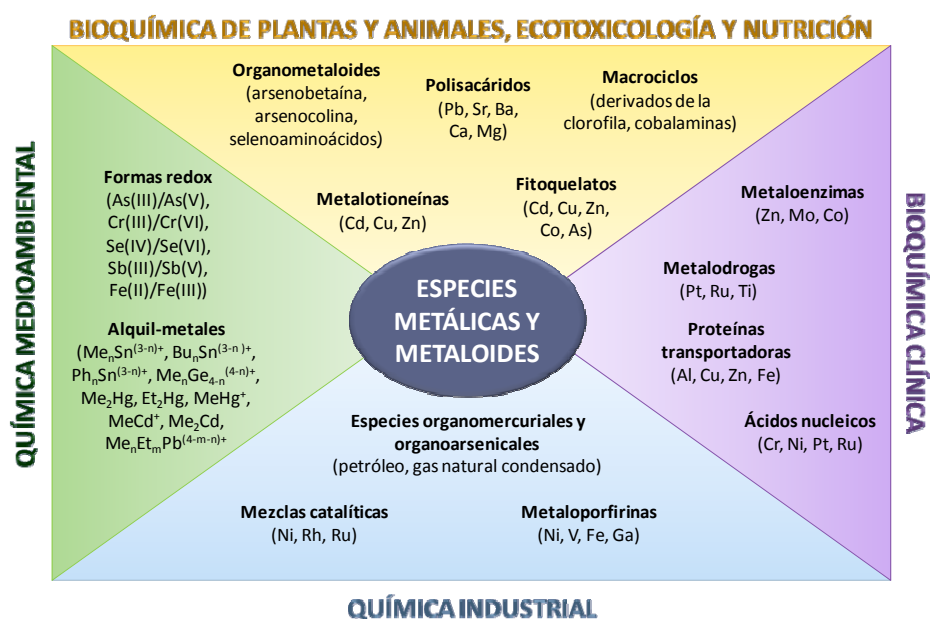 BIOQUÍMICA DE PLANTAS Y ANIMALES, ECOTOXICOLOGÍA Y NUTRICIÓN
Organometaloides
(arsenobetaína,
arsenocolina,
selenoaminoácidos)
Polisacáridos
(Pb, Sr, Ba,
Ca, Mg)
Macrociclos
(derivados de la
clorofila, cobalaminas)
Metalotioneínas
(Cd, Cu, Zn)
Fitoquelatos
(Cd, Cu, Zn,
Co, As)
QUÍMICA MEDIOAMBIENTAL
Formas redox
(As(III)/As(V),
Cr(III)/Cr(VI),
Se(IV)/Se(VI),
Sb(III)/Sb(V),
Fe(II)/Fe(III))
Alquil-metales
(MeₙSn⁽³⁻ⁿ⁾⁺, BuₙSn⁽³⁻ⁿ⁾⁺,
PhₙSn⁽³⁻ⁿ⁾⁺, MeₙGe₄₋ₙ⁽⁴⁻ⁿ⁾⁺,
Me₂Hg, Et₂Hg, MeHg⁺,
MeCd⁺, Me₂Cd,
MeₙEtₘPb⁽⁴⁻ᵐ⁻ⁿ⁾⁺
ESPECIES
METÁLICAS Y
METALOIDES
Metaloenzimas
(Zn, Mo, Co)
Metalodrogas
(Pt, Ru, Ti)
Proteínas
transportadoras
(Al, Cu, Zn, Fe)
Ácidos nucleicos
(Cr, Ni, Pt, Ru)
BIOQUÍMICA CLÍNICA
Especies organomercuriales y
organoarsenicales
(petróleo, gas natural condensado)
Mezclas catalíticas
(Ni, Rh, Ru)
Metaloporfirinas
(Ni, V, Fe, Ga)
QUÍMICA INDUSTRIAL